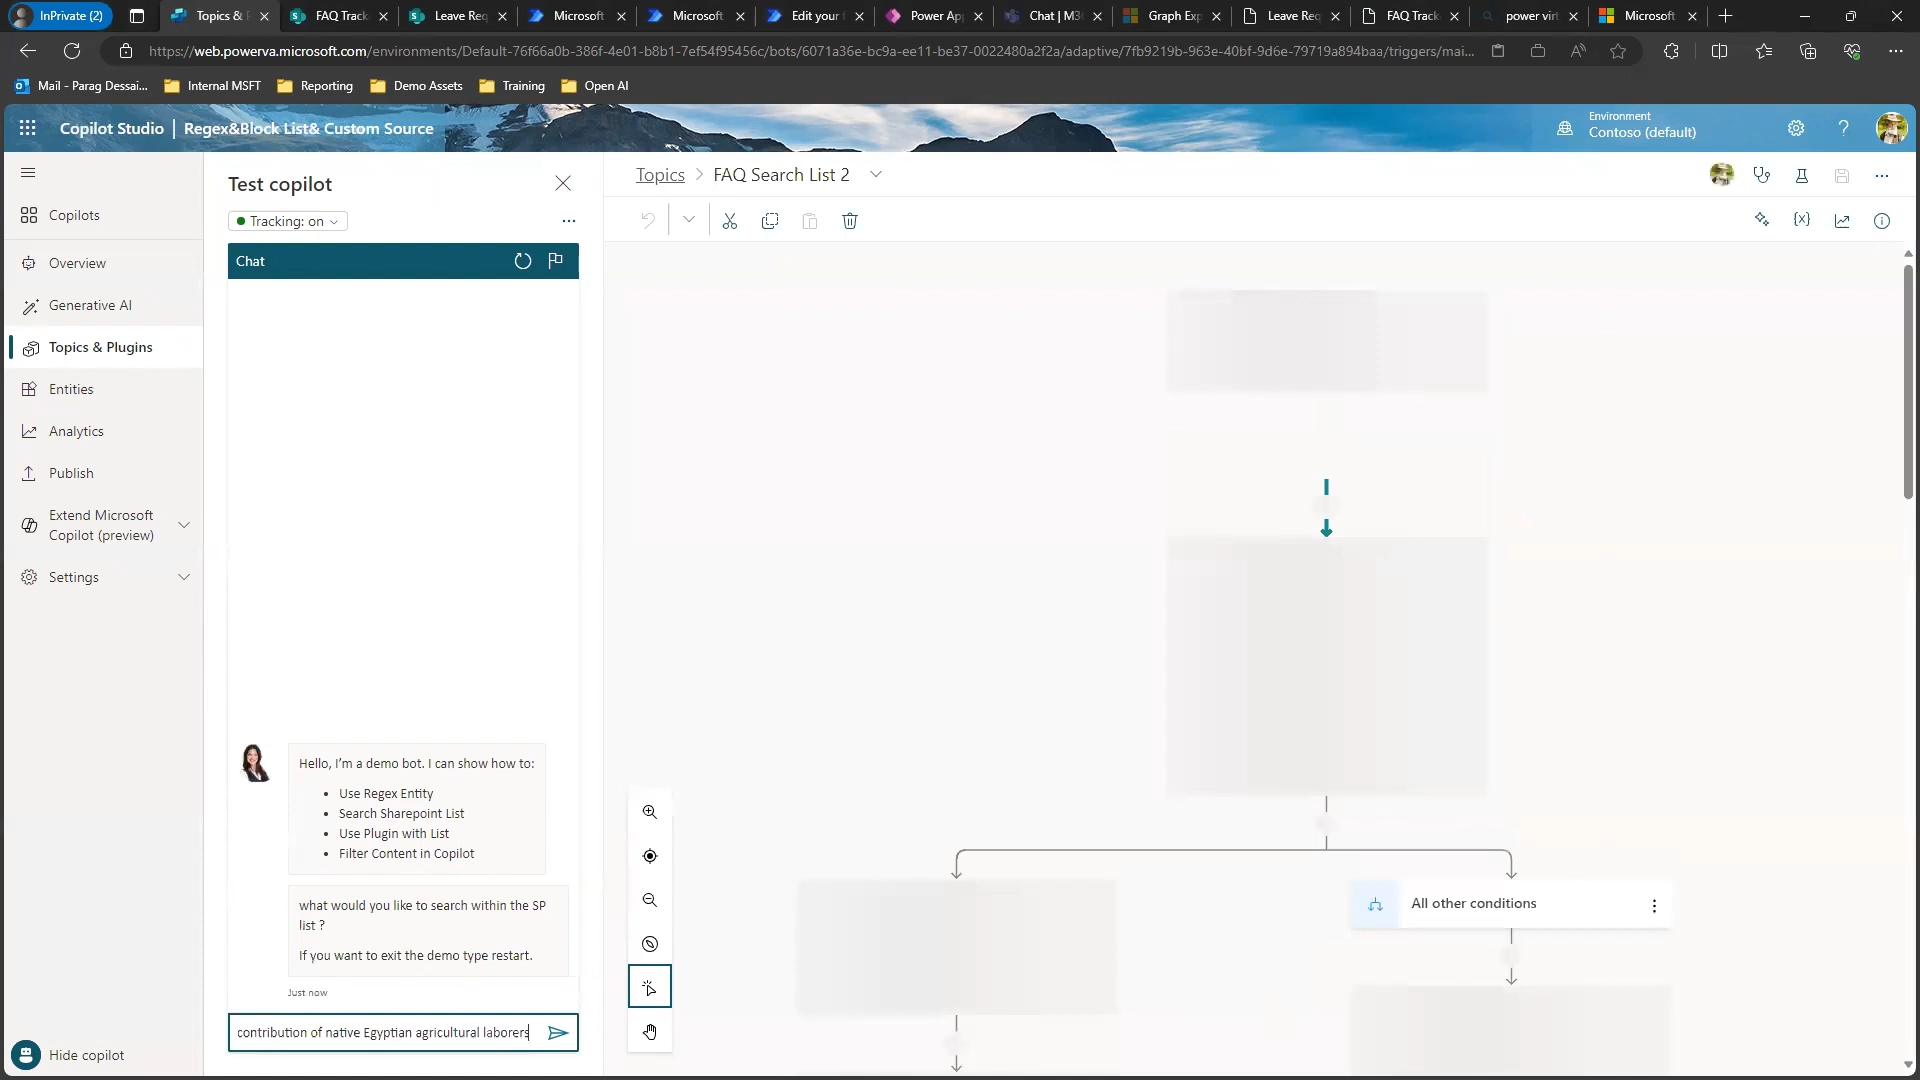 InPrivate (2)
Topics & P
FAQ Track
Leave Req
Microsoft
Microsoft
Edit your f
Power Ap
Chat | M3
Graph Exp
Leave Req
FAQ Track
power virt
Microsoft
https://web.powerva.microsoft.com/environments/Default-76f66a0b-386f-4e01-b8b1-7ef54f95456c/bots/6071a36e-bc9a-ee11-be37-0022480a2f2a/adaptive/7fb9219b-963e-40bf-9d6e-79719a894baa/triggers/mai...
Mail - Parag Dessai...
Internal MSFT
Reporting
Demo Assets
Training
Open AI
Copilot Studio | Regex&Block List& Custom Source
Environment
Contoso (default)
Copilots
Overview
Generative AI
Topics & Plugins
Entities
Analytics
Publish
Extend Microsoft
Copilot (preview)
Settings
Hide copilot
Test copilot
Tracking: on
Chat
Hello, I'm a demo bot. I can show how to:
• Use Regex Entity
• Search Sharepoint List
• Use Plugin with List
• Filter Content in Copilot
what would you like to search within the SP
list ?
If you want to exit the demo type restart.
Just now
contribution of native Egyptian agricultural laborers
Topics > FAQ Search List 2
All other conditions